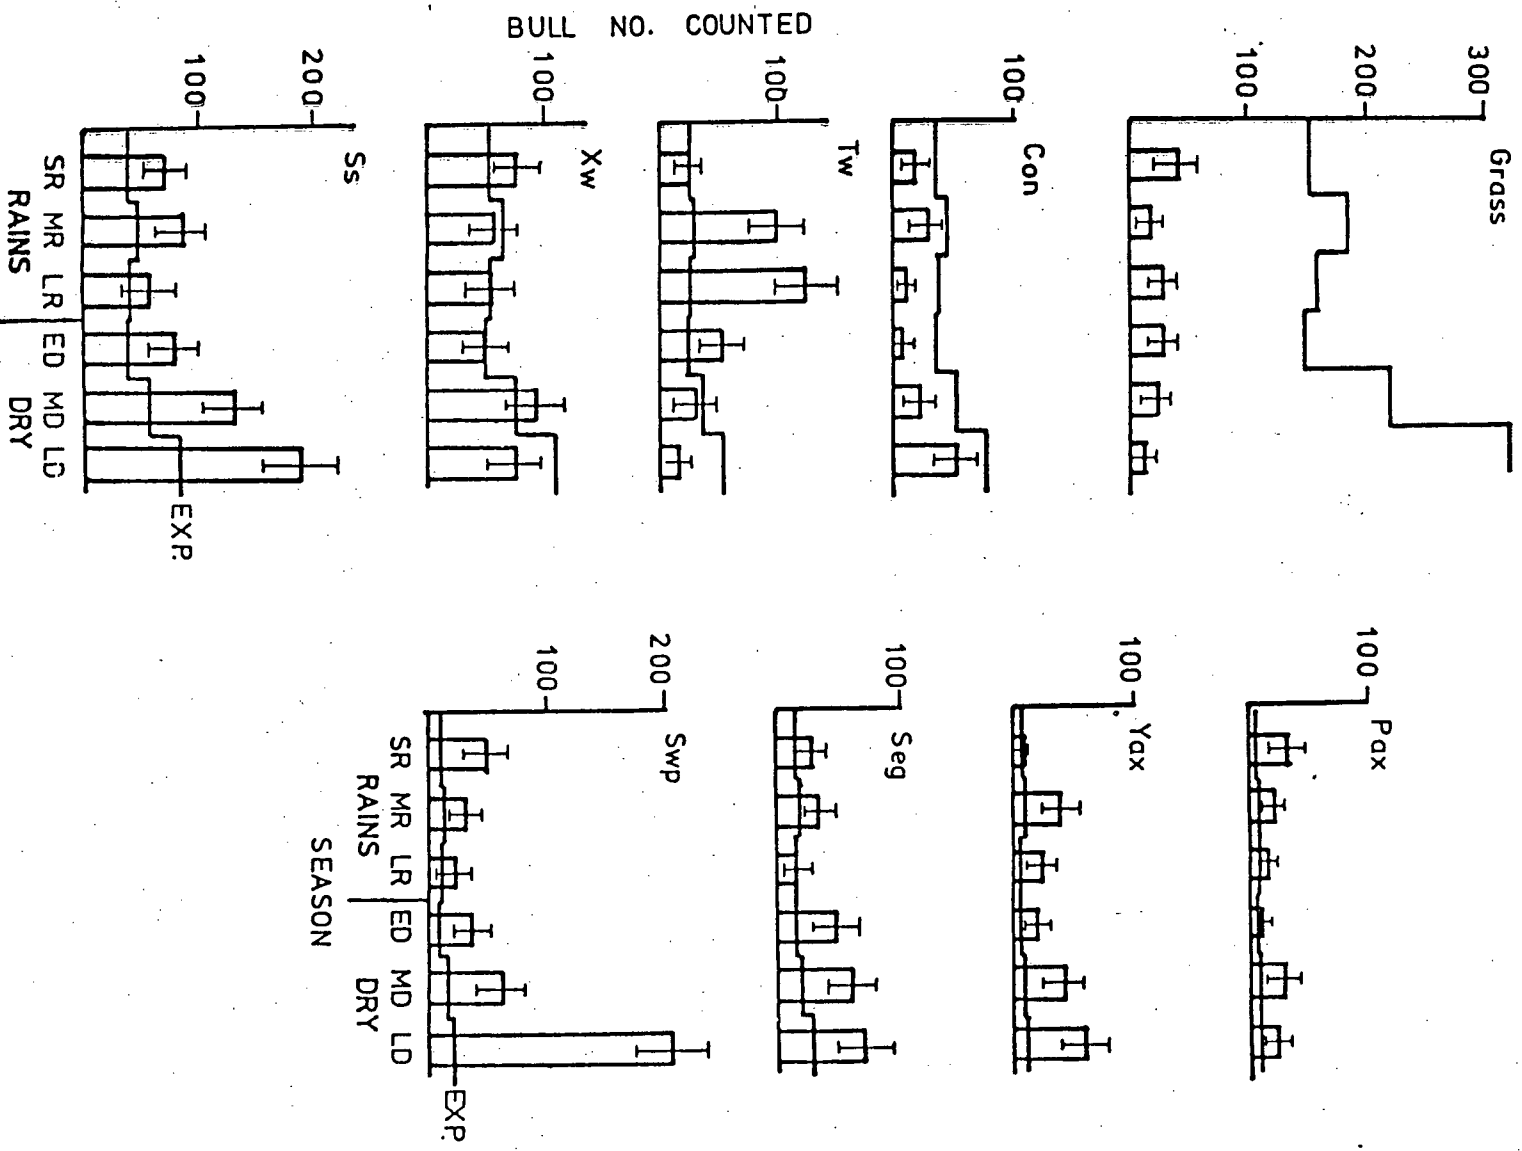 BULL NO. COUNTED
Grass
300
200
100
Con
100
Tw
100
Xw
100
Ss
200
100
SR MR LR ED MD LD
RAINS DRY
EXP.
Pax
100
Yax
100
Seg
100
Swp
200
100
SR MR LR ED MD LD
RAINS DRY
EXP.
SEASON